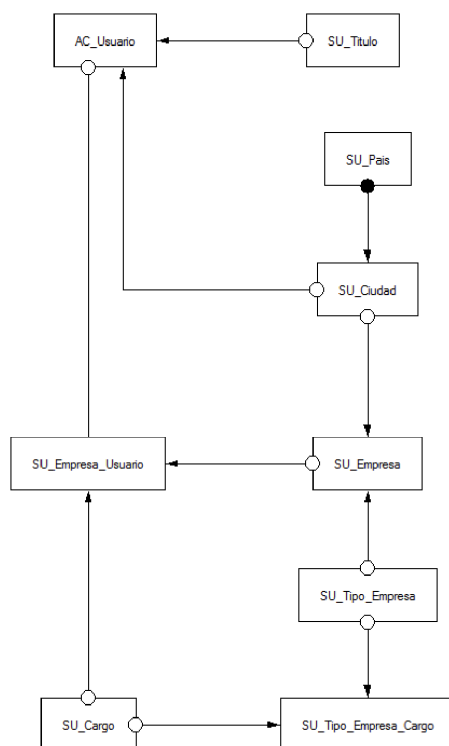 AC_Usuario
SU_Titulo
SU_Pais
SU_Ciudad
SU_Empresa_Usuario
SU_Empresa
SU_Tipo_Empresa
SU_Cargo
SU_Tipo_Empresa_Cargo